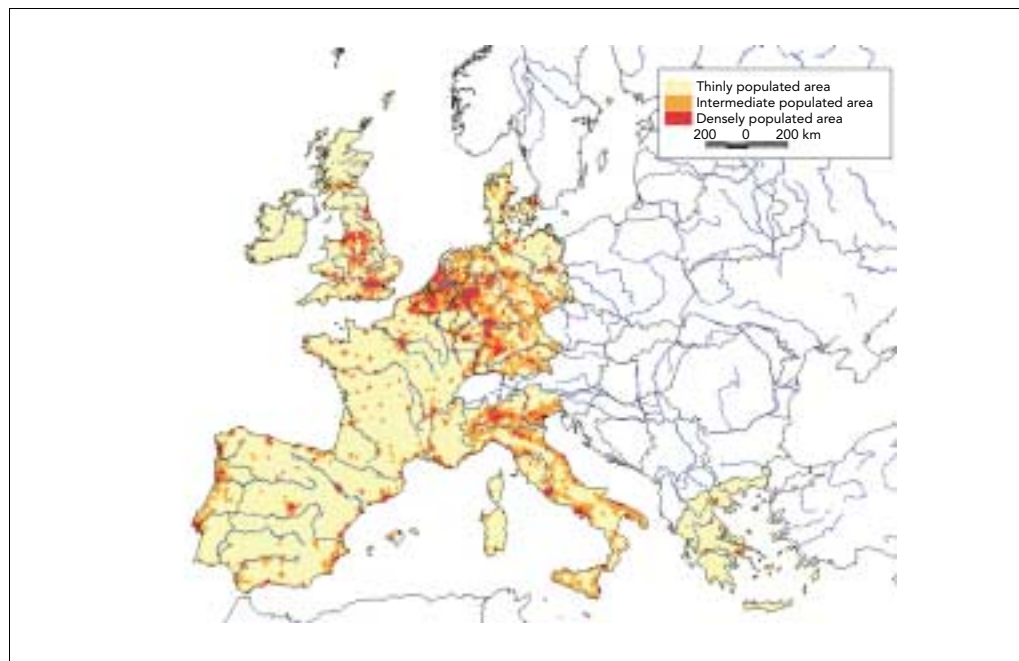 Thinly populated area
Intermediate populated area
Densely populated area
200 0 200 km